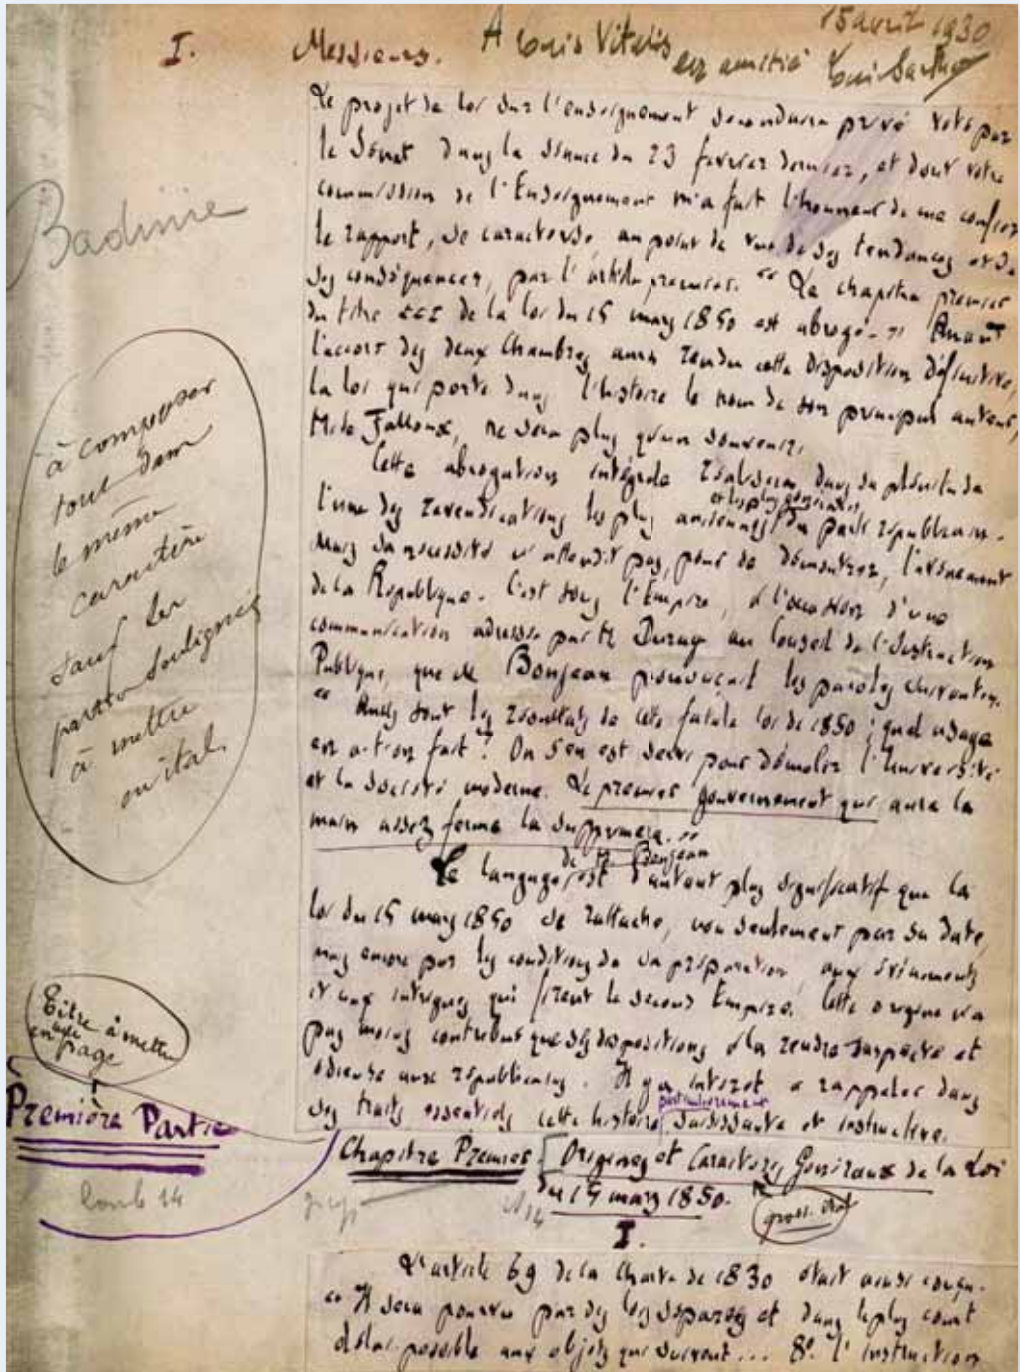 15 avril 1930
I. Messieurs. A Louis Vitalis en amitié Louis Barthou
Le projet de loi sur l'enseignement secondaire privé voté par
le Sénat dans la séance du 23 février dernier, et dont votre
commission de l'Enseignement m'a fait l'honneur de me confier
le rapport, se caractérise, au point de vue de ses tendances et de
ses conséquences, par l'article premier. "Le chapitre premier
du titre III de la loi du 15 mars 1850 est abrogé." Quand
l'accord des deux Chambres aura rendu cette disposition définitive,
la loi qui porte dans l'histoire le nom de son principal auteur,
M. de Falloux, ne sera plus qu'un souvenir.
Cette abrogation intégrale réalisera dans sa plénitude
l'une des revendications les plus anciennes et les plus du parti républicain.
Mais sa nécessité n'attendit pas, pour se démontrer, l'avènement
de la République. C'est sous l'Empire, à l'occasion d'une
communication adressée par M. Duruy au Conseil de l'Instruction
Publique, que M. Bonjean prononçait les paroles suivantes.
"Quels sont les résultats de cette fatale loi de 1850 ; quel usage
en a-t-on fait ? On s'en est servi pour démolir l'Université
et la société moderne. Le premier gouvernement qui aura la
main assez ferme la supprimera."
Le langage de M. Bonjean est d'autant plus significatif que la
loi du 15 mars 1850 se rattache, non seulement par sa date,
mais encore par les conditions de sa préparation, aux évènements
et aux intrigues qui firent le second Empire. Cette origine n'a
pas moins contribué que ses dispositions à la rendre suspecte et
odieuse aux républicains. Il y a intérêt à rappeler dans
ses traits essentiels cette histoire particulièrement saisissante et instructive.
Chapitre Premier [Origines et Caractères Généraux de la Loi
du 15 mars 1850.
gross. ital
I.
L'article 69 de la Charte de 1830 était ainsi conçu.
"Il sera pourvu par des lois séparées et dans le plus court
délai possible aux objets qui suivent... 8°. l'instruction
à composer
tout dans
le même
caractère
sauf les
parties soulignées
à mettre
en ital.
Titre à mettre
en page
Première Partie